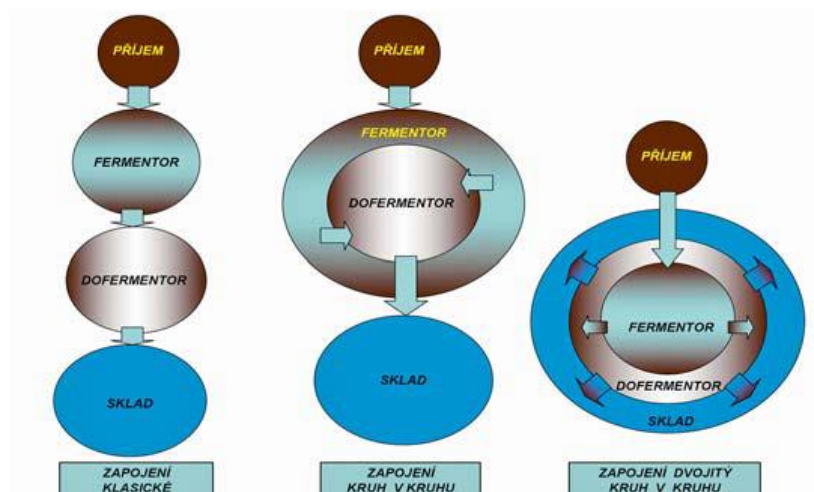 PŘÍJEM
FERMENTOR
DOFERMENTOR
SKLAD
ZAPOJENÍ
KLASICKÉ
PŘÍJEM
FERMENTOR
DOFERMENTOR
SKLAD
ZAPOJENÍ
KRUH V KRUHU
PŘÍJEM
FERMENTOR
DOFERMENTOR
SKLAD
ZAPOJENÍ DVOJITÝ
KRUH V KRUHU